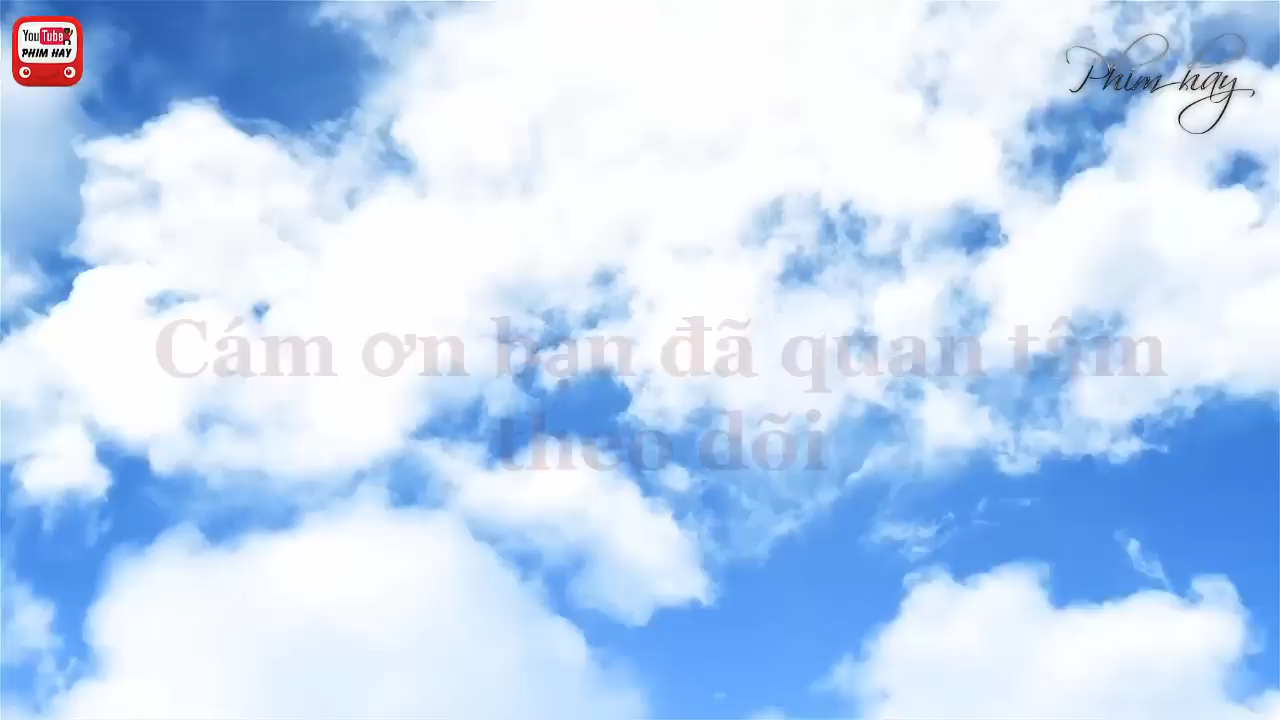 YouTube
PHIM HAY
Phim hay
Cám ơn bạn đã quan tâm
theo dõi